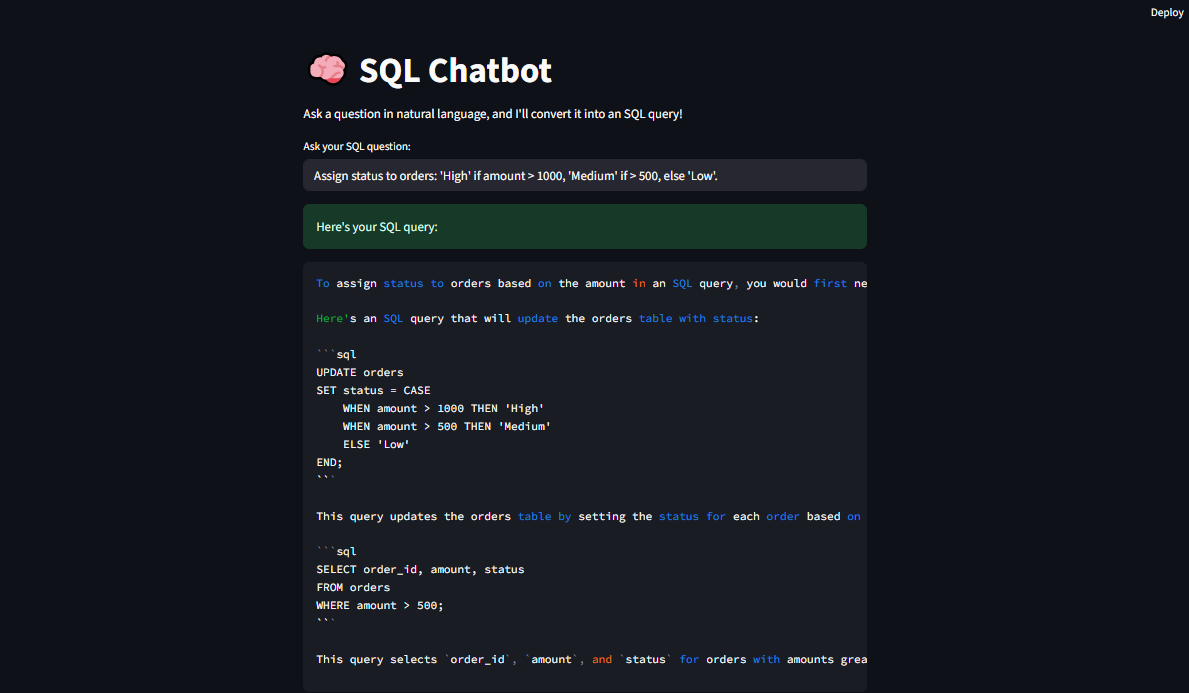 Deploy
SQL Chatbot
Ask a question in natural language, and I'll convert it into an SQL query!
Ask your SQL question:
Assign status to orders: 'High' if amount > 1000, 'Medium' if > 500, else 'Low'.
Here's your SQL query:
To assign status to orders based on the amount in an SQL query, you would first ne
Here's an SQL query that will update the orders table with status:
```sql
UPDATE orders
SET status = CASE
    WHEN amount > 1000 THEN 'High'
    WHEN amount > 500 THEN 'Medium'
    ELSE 'Low'
END;
```
This query updates the orders table by setting the status for each order based on
```sql
SELECT order_id, amount, status
FROM orders
WHERE amount > 500;
```
This query selects `order_id`, `amount`, and `status` for orders with amounts grea